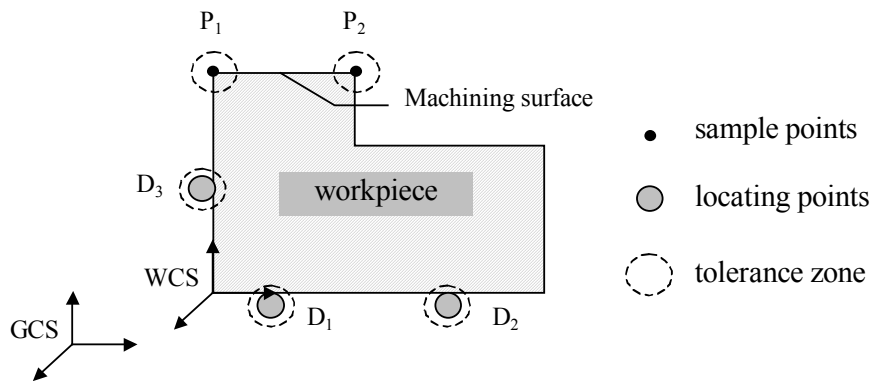 P1 P2
Machining surface
sample points
D3
workpiece
locating points
WCS
D1 D2
tolerance zone
GCS